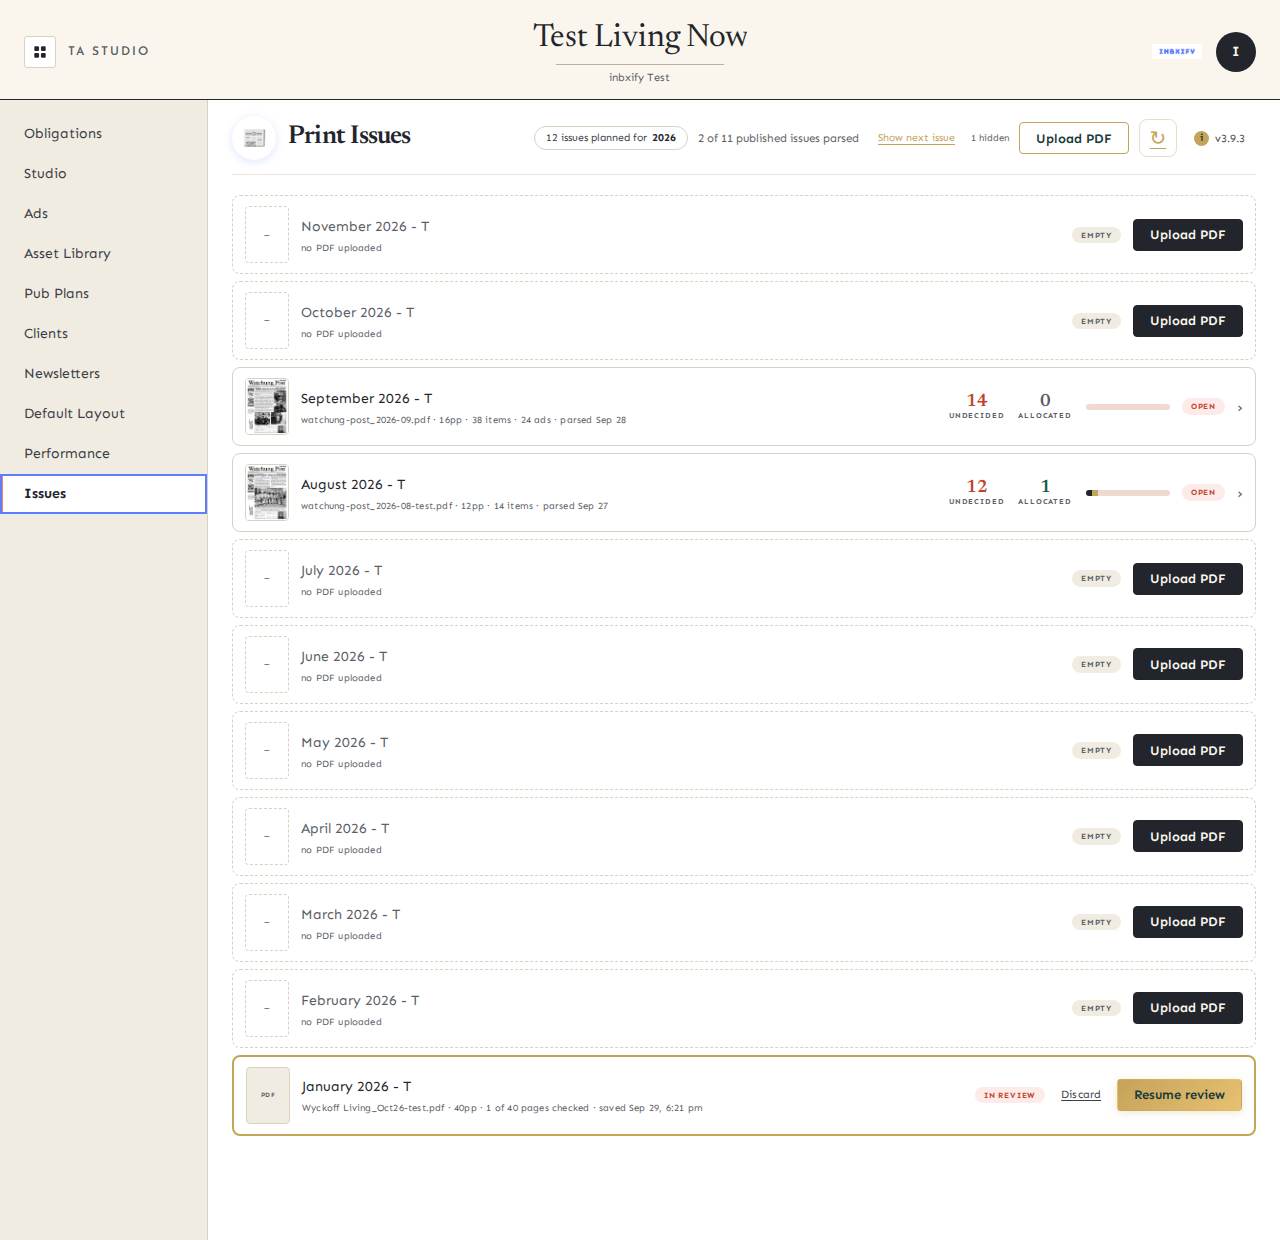 TA STUDIO
Test Living Now
inbxify Test
INBXIFY
I
Obligations
Studio
Ads
Asset Library
Pub Plans
Clients
Newsletters
Default Layout
Performance
Issues
Print Issues
12 issues planned for 2026
2 of 11 published issues parsed
Show next issue
1 hidden
Upload PDF
↻
i v3.9.3
–
November 2026 - T
no PDF uploaded
EMPTY
Upload PDF
–
October 2026 - T
no PDF uploaded
EMPTY
Upload PDF
Watchung Post
September 2026 - T
watchung-post_2026-09.pdf · 16pp · 38 items · 24 ads · parsed Sep 28
14
UNDECIDED
0
ALLOCATED
OPEN
›
Watchung Post
August 2026 - T
watchung-post_2026-08-test.pdf · 12pp · 14 items · parsed Sep 27
12
UNDECIDED
1
ALLOCATED
OPEN
›
–
July 2026 - T
no PDF uploaded
EMPTY
Upload PDF
–
June 2026 - T
no PDF uploaded
EMPTY
Upload PDF
–
May 2026 - T
no PDF uploaded
EMPTY
Upload PDF
–
April 2026 - T
no PDF uploaded
EMPTY
Upload PDF
–
March 2026 - T
no PDF uploaded
EMPTY
Upload PDF
–
February 2026 - T
no PDF uploaded
EMPTY
Upload PDF
PDF
January 2026 - T
Wyckoff Living_Oct26-test.pdf · 40pp · 1 of 40 pages checked · saved Sep 29, 6:21 pm
IN REVIEW
Discard
Resume review